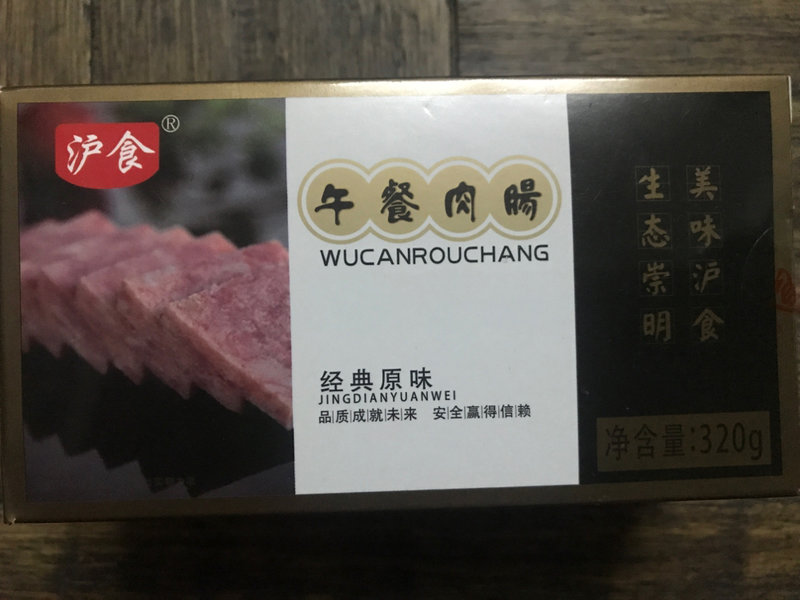 沪食®
午餐肉腸
WUCANROUCHANG
经典原味
JINGDIANYUANWEI
品质成就未来 安全赢得信赖
美味沪食
生态崇明
净含量:320g